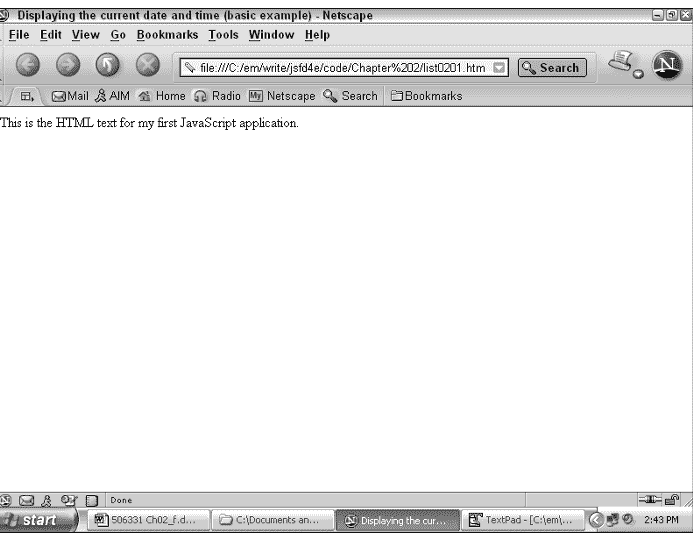 Displaying the current date and time (basic example) - Netscape
File Edit View Go Bookmarks Tools Window Help
file:///C:/em/write/jsfd4e/code/Chapter%202/list0201.htm Search N
Mail AIM Home Radio My Netscape Search Bookmarks
This is the HTML text for my first JavaScript application.
Done
start 506331 Ch02_f.d... C:\Documents an... Displaying the cur... TextPad - [C:\em\... 2:43 PM